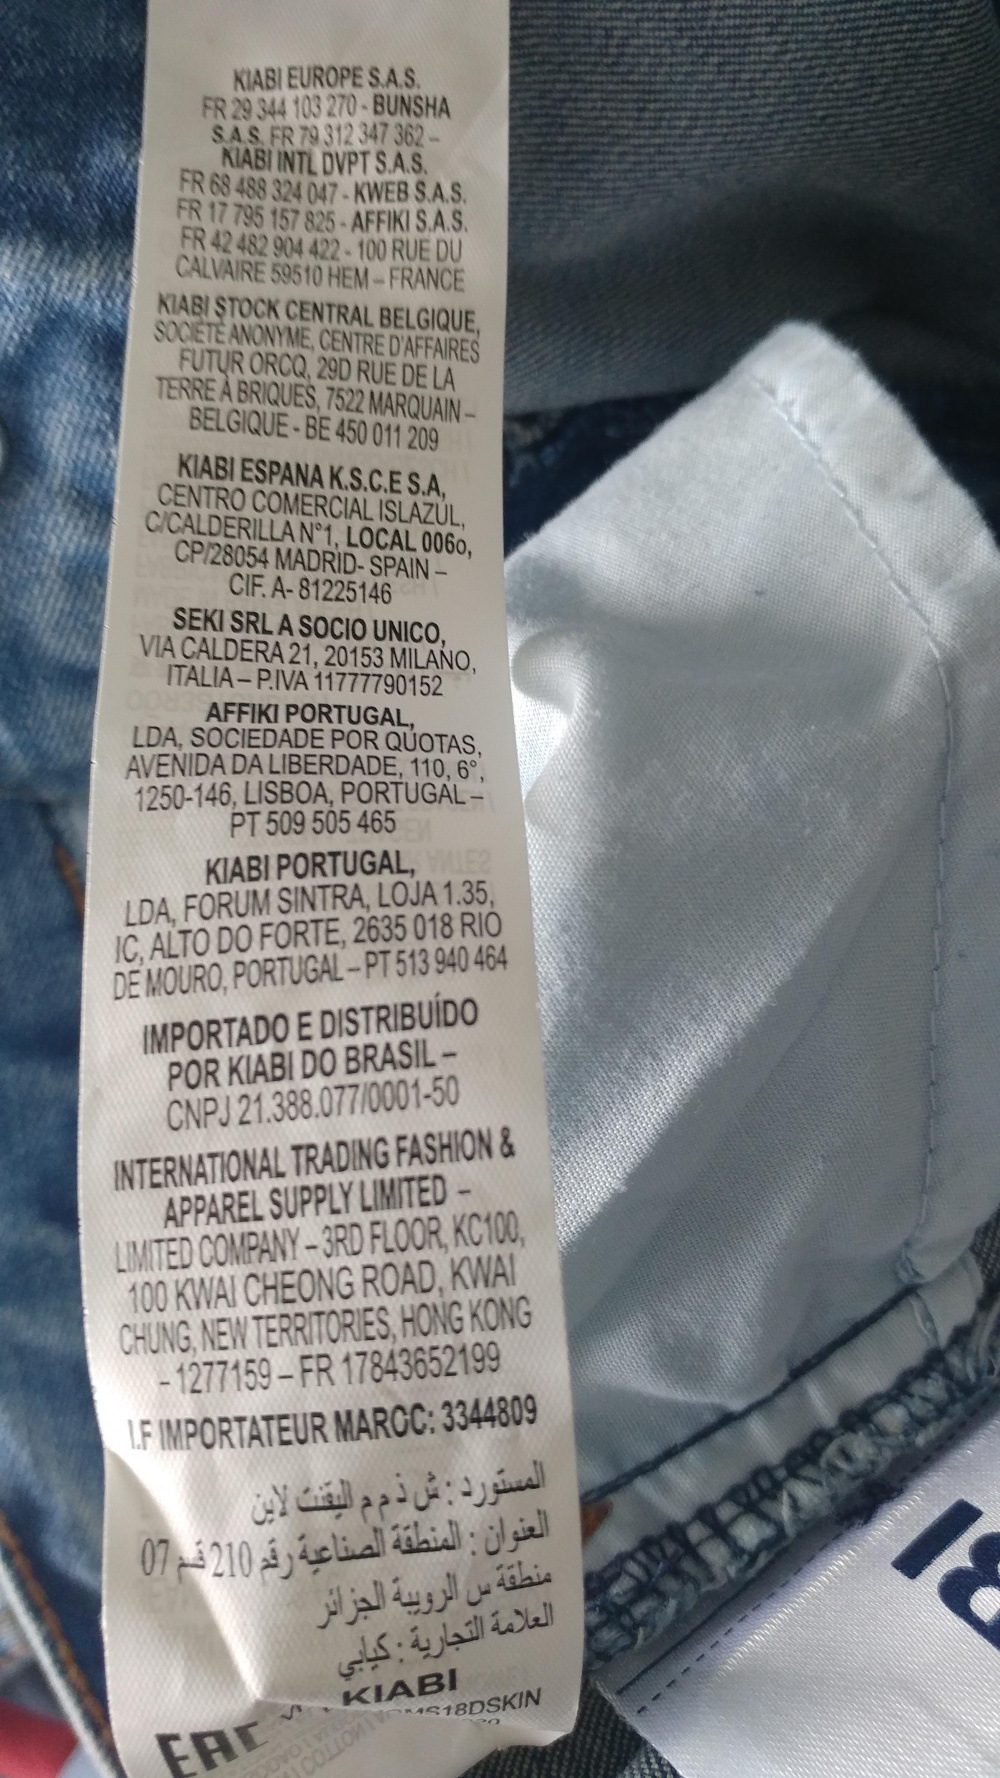 KIABI EUROPE S.A.S.
FR 29 344 103 270 - BUNSHA
S.A.S. FR 79 312 347 362 –
KIABI INTL DVPT S.A.S.
FR 68 488 324 047 - KWEB S.A.S.
FR 17 795 157 825 - AFFIKI S.A.S.
FR 42 482 904 422 - 100 RUE DU
CALVAIRE 59510 HEM – FRANCE
KIABI STOCK CENTRAL BELGIQUE,
SOCIÉTÉ ANONYME, CENTRE D'AFFAIRES
FUTUR ORCQ, 29D RUE DE LA
TERRE À BRIQUES, 7522 MARQUAIN –
BELGIQUE - BE 450 011 209
KIABI ESPANA K.S.C.E S.A,
CENTRO COMERCIAL ISLAZUL,
C/CALDERILLA N°1, LOCAL 006o,
CP/28054 MADRID- SPAIN –
CIF. A- 81225146
SEKI SRL A SOCIO UNICO,
VIA CALDERA 21, 20153 MILANO,
ITALIA – P.IVA 11777790152
AFFIKI PORTUGAL,
LDA, SOCIEDADE POR QUOTAS,
AVENIDA DA LIBERDADE, 110, 6°,
1250-146, LISBOA, PORTUGAL –
PT 509 505 465
KIABI PORTUGAL,
LDA, FORUM SINTRA, LOJA 1.35,
IC, ALTO DO FORTE, 2635 018 RIO
DE MOURO, PORTUGAL – PT 513 940 464
IMPORTADO E DISTRIBUÍDO
POR KIABI DO BRASIL –
CNPJ 21.388.077/0001-50
INTERNATIONAL TRADING FASHION &
APPAREL SUPPLY LIMITED –
LIMITED COMPANY – 3RD FLOOR, KC100,
100 KWAI CHEONG ROAD, KWAI
CHUNG, NEW TERRITORIES, HONG KONG
- 1277159 – FR 17843652199
I.F IMPORTATEUR MAROC: 3344809
المستورد : ش ذ م م اليقنت لاين
العنوان : المنطقة الصناعية رقم 210 قسم 07
منطقة س الرويبة الجزائر
العلامة التجارية : كيابي
KIABI
MS18DSKIN
EAC